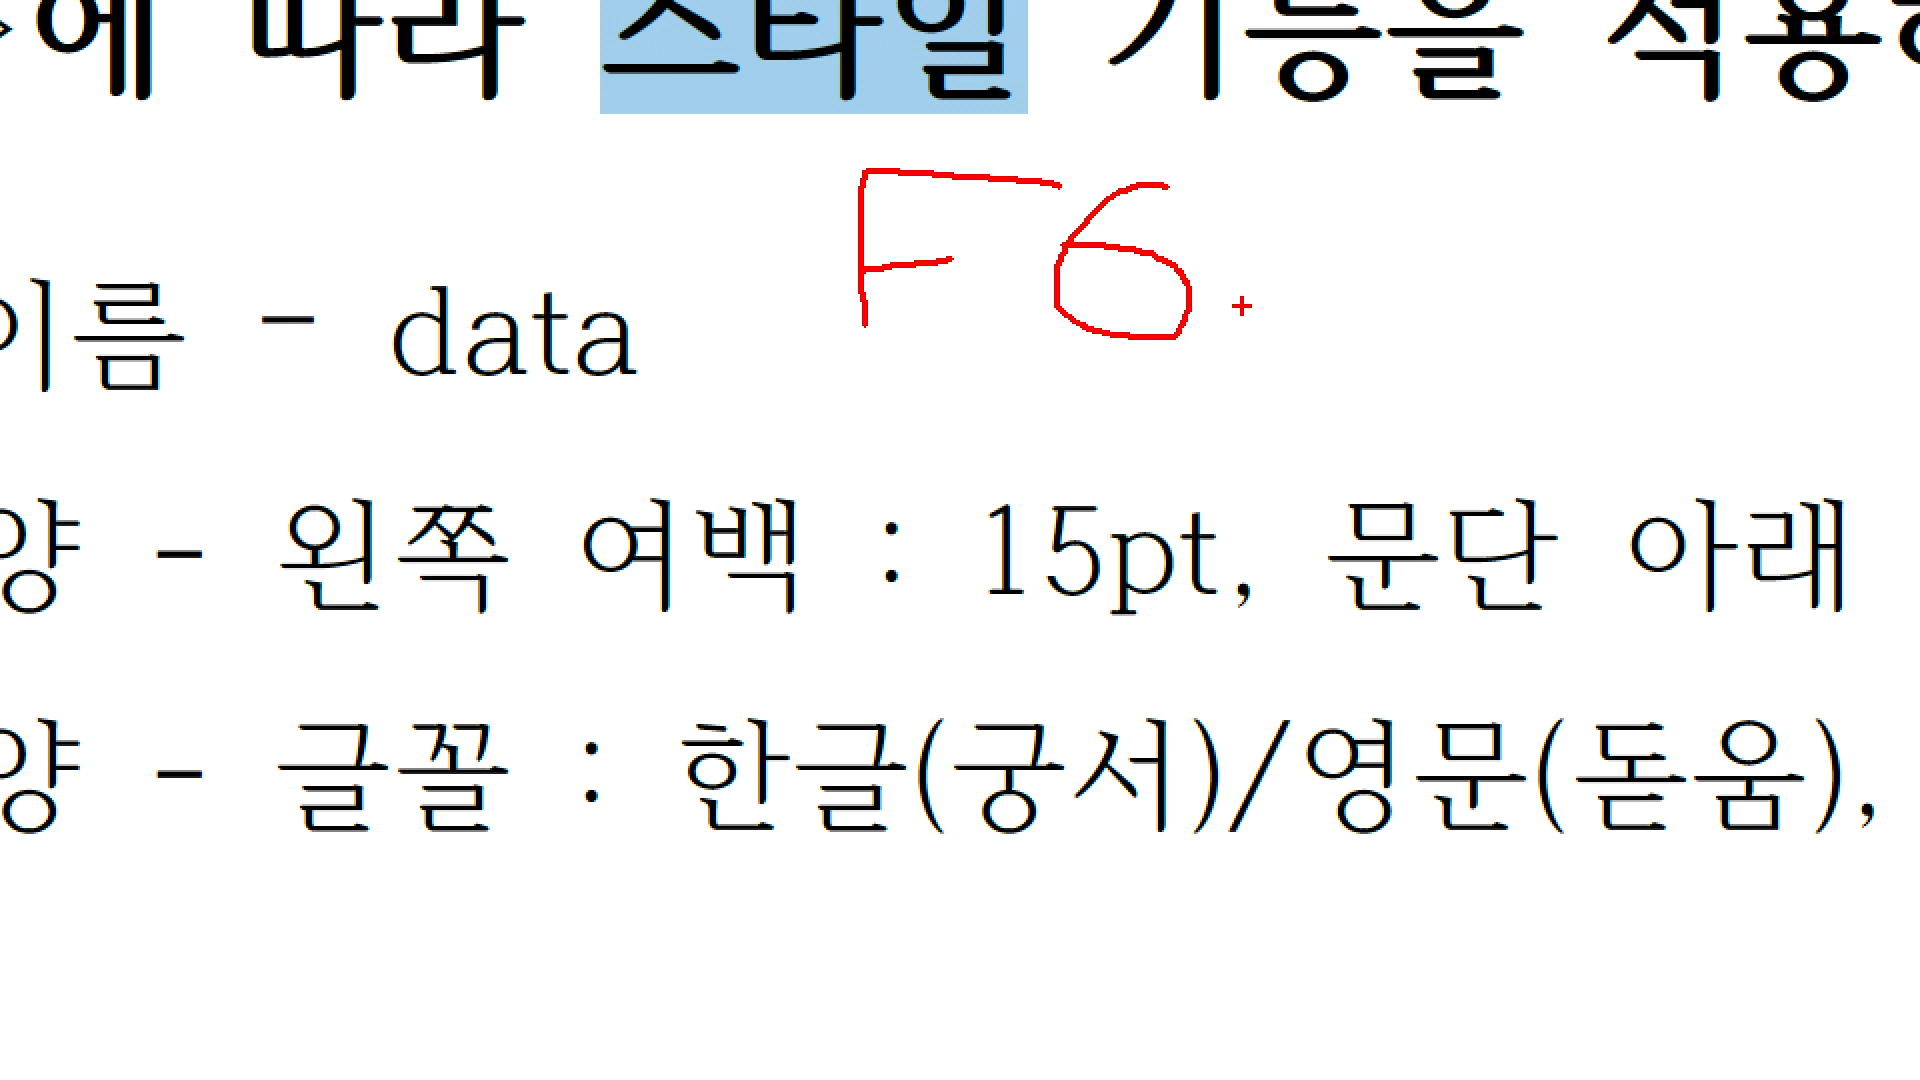 에 따라 스타일 기능을 적용
F6
이름 - data
양 - 왼쪽 여백 : 15pt, 문단 아래
양 - 글꼴 : 한글(궁서)/영문(돋움),